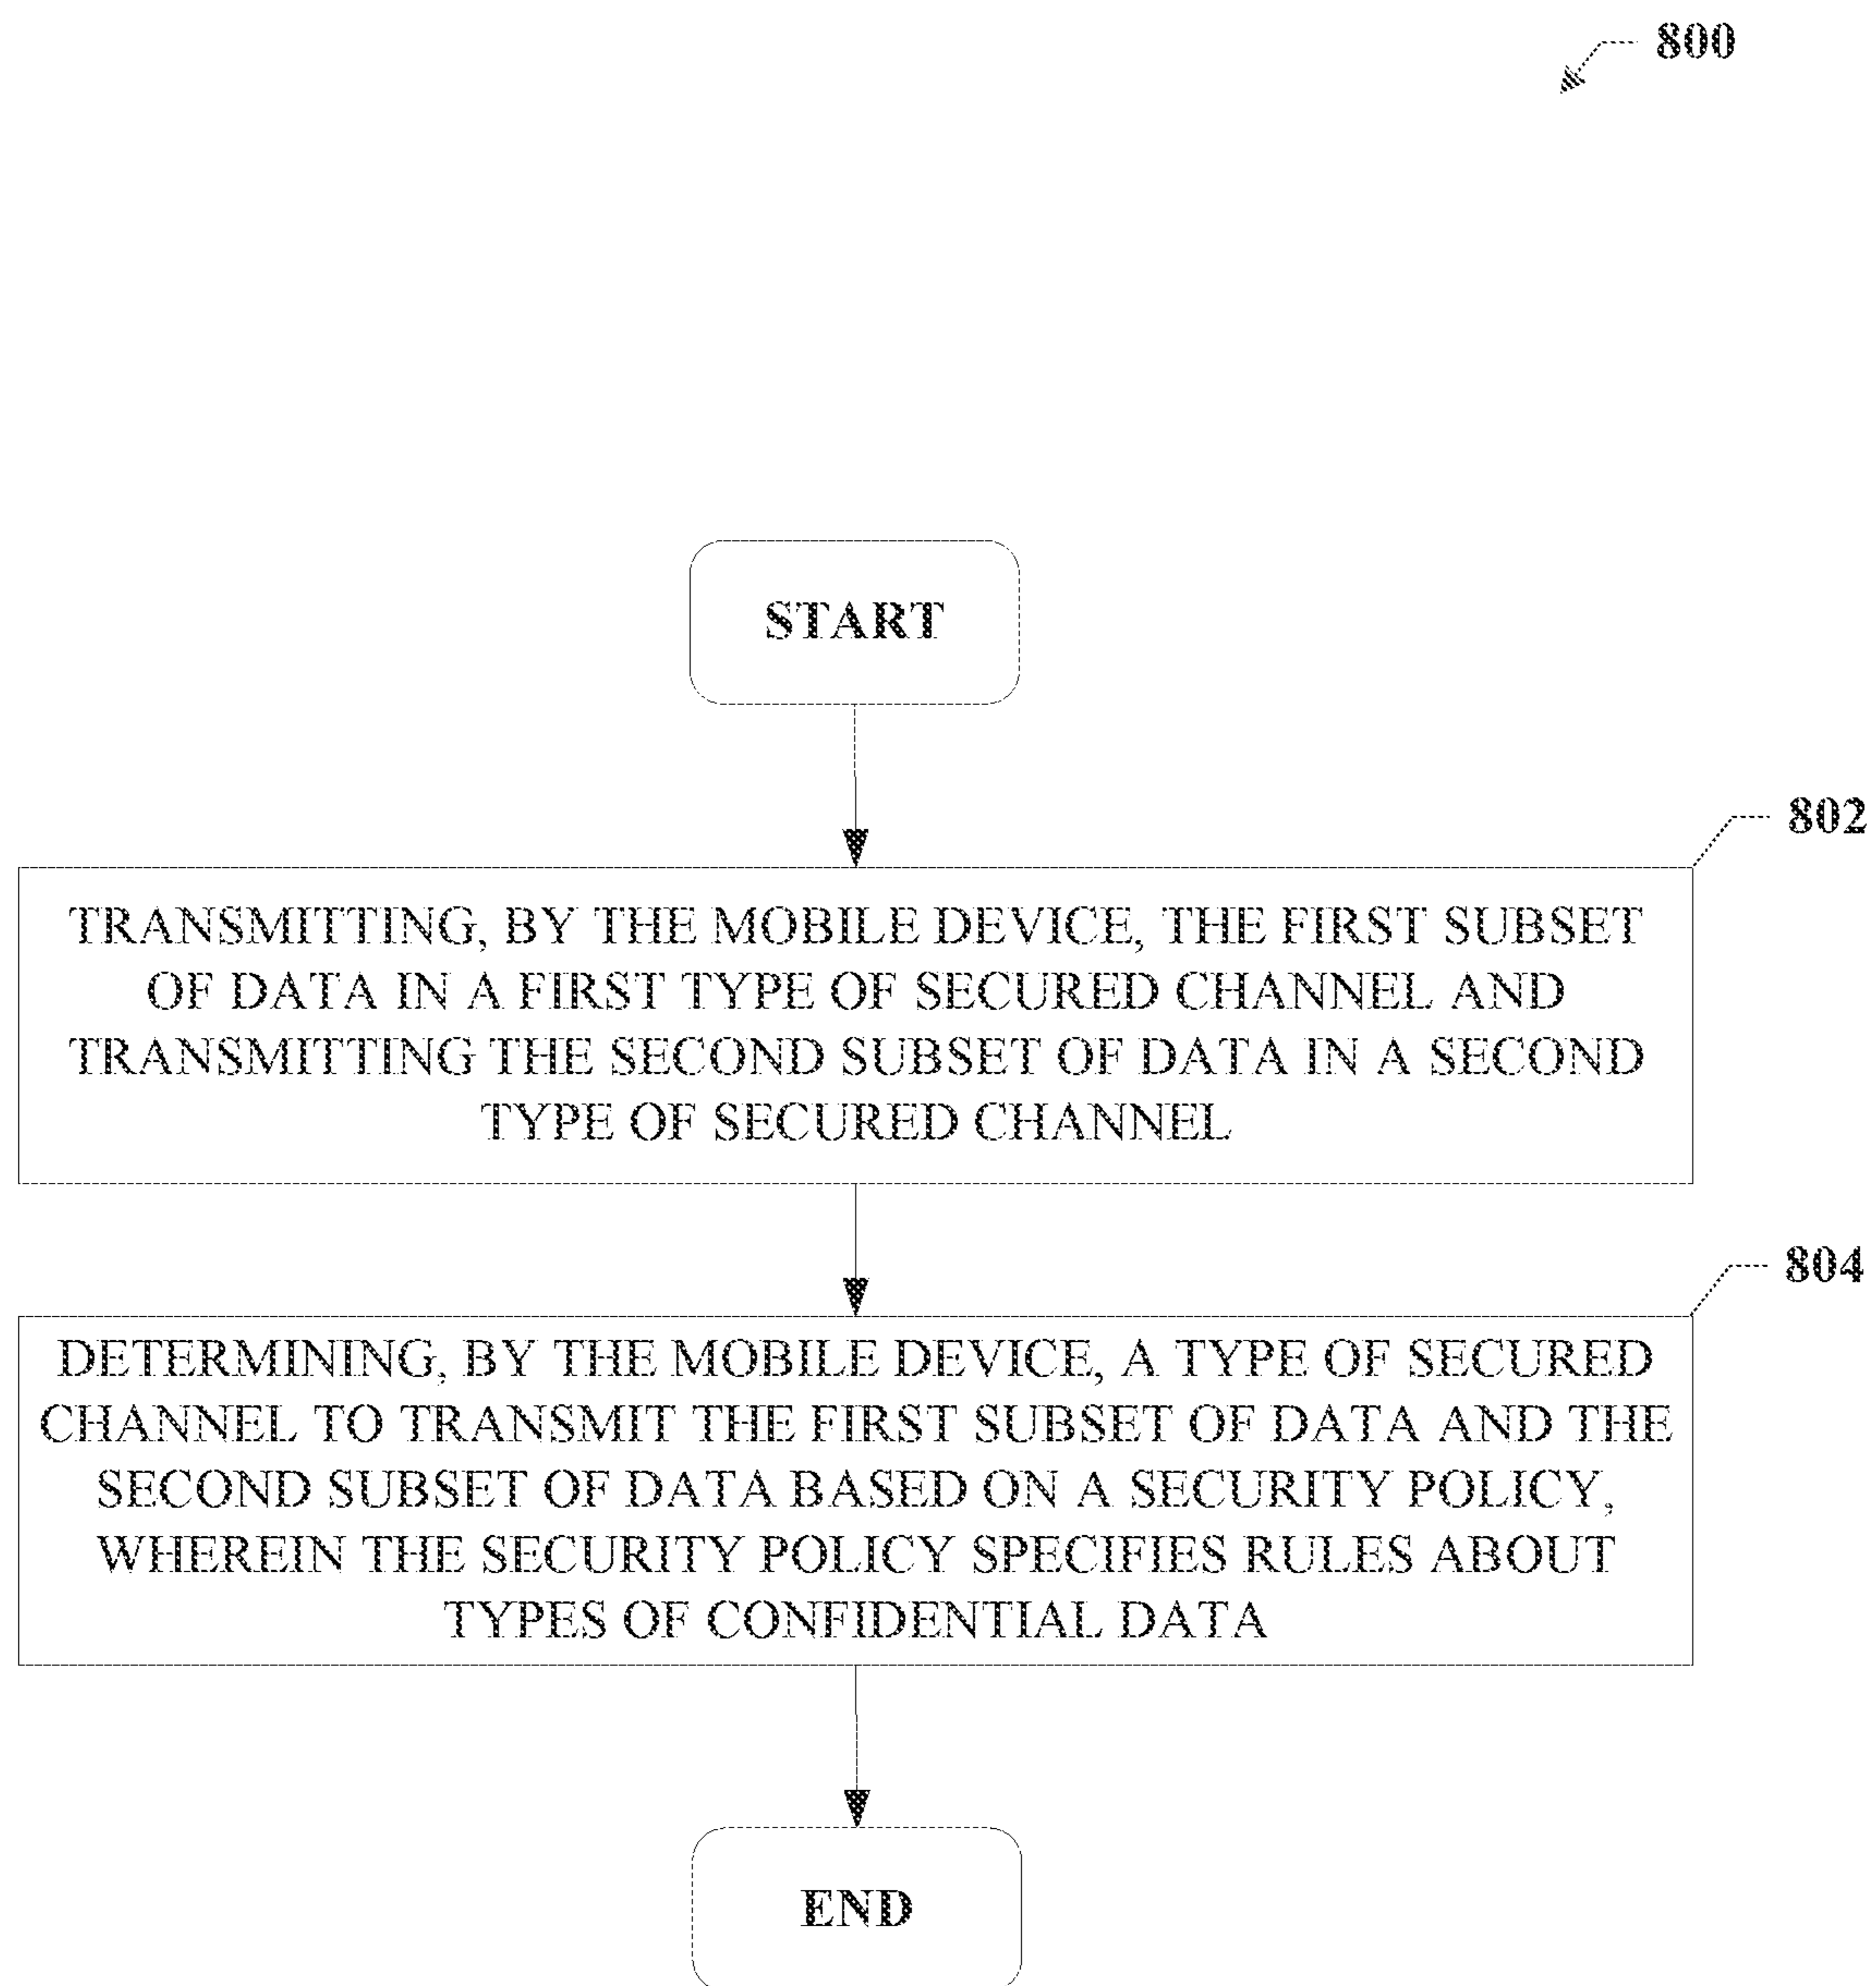 800
START
802
TRANSMITTING, BY THE MOBILE DEVICE, THE FIRST SUBSET
OF DATA IN A FIRST TYPE OF SECURED CHANNEL AND
TRANSMITTING THE SECOND SUBSET OF DATA IN A SECOND
TYPE OF SECURED CHANNEL
804
DETERMINING, BY THE MOBILE DEVICE, A TYPE OF SECURED
CHANNEL TO TRANSMIT THE FIRST SUBSET OF DATA AND THE
SECOND SUBSET OF DATA BASED ON A SECURITY POLICY,
WHEREIN THE SECURITY POLICY SPECIFIES RULES ABOUT
TYPES OF CONFIDENTIAL DATA
END